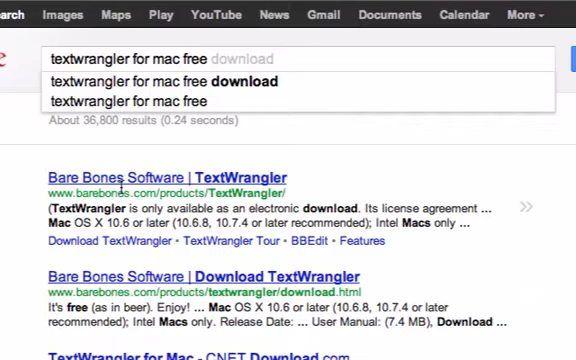 earch Images Maps Play YouTube News Gmail Documents Calendar More
textwrangler for mac free download
textwrangler for mac free download
textwrangler for mac free
About 36,800 results (0.24 seconds)
Bare Bones Software | TextWrangler
www.barebones.com/products/TextWrangler/
(TextWrangler is only available as an electronic download. Its license agreement ...
Mac OS X 10.6 or later (10.6.8, 10.7.4 or later recommended); Intel Macs only ...
Download TextWrangler - TextWrangler Tour - BBEdit - Features
»
Bare Bones Software | Download TextWrangler
www.barebones.com/products/textwrangler/download.html
It's free (as in beer). Enjoy! ... Mac OS X 10.6 or later (10.6.8, 10.7.4 or later
recommended); Intel Macs only. Release Date: ... User Manual: (7.4 MB), Download ...
TextWrangler for Mac - CNET Download.com